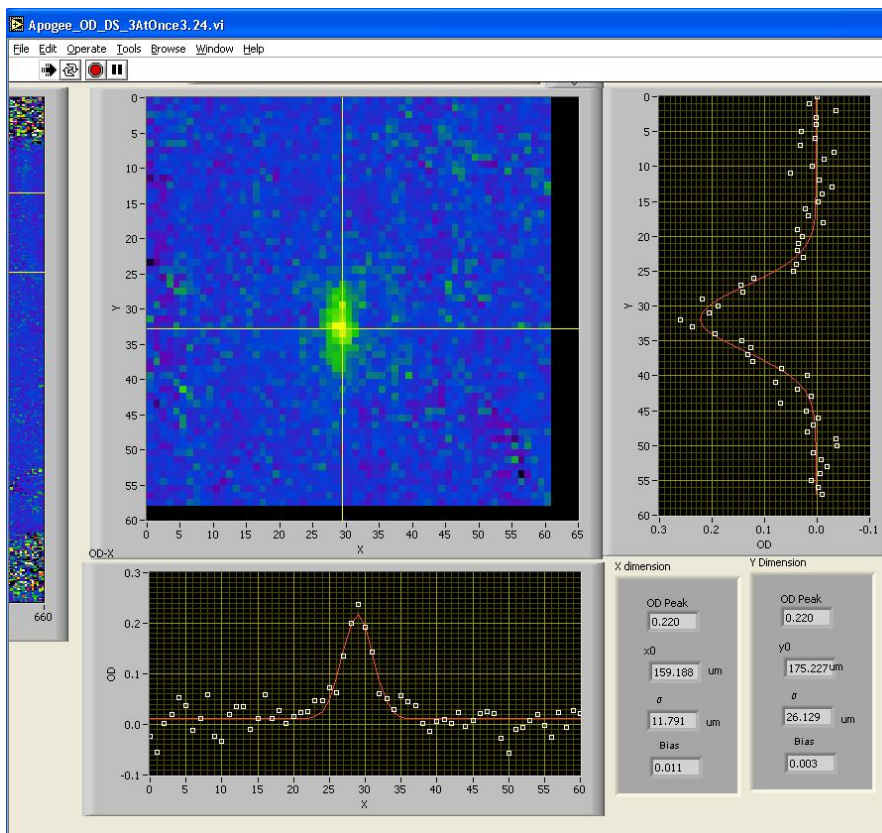 Apogee_OD_DS_3AtOnce3.24.vi
File Edit Operate Tools Browse Window Help
0
5
10
15
20
25
30
35
40
45
50
55
60
Y
0 5 10 15 20 25 30 35 40 45 50 55 60 65
X
0
5
10
15
20
25
30
35
40
45
50
55
60
Y
0.3 0.2 0.1 0.0 -0.1
OD
660
OD-X
0.3
0.2
0.1
0.0
-0.1
OD
0 5 10 15 20 25 30 35 40 45 50 55 60
X
X dimension
OD Peak
0.220
x0
159.188 um
σ
11.791 um
Bias
0.011
Y Dimension
OD Peak
0.220
y0
175.227 um
σ
26.129 um
Bias
0.003